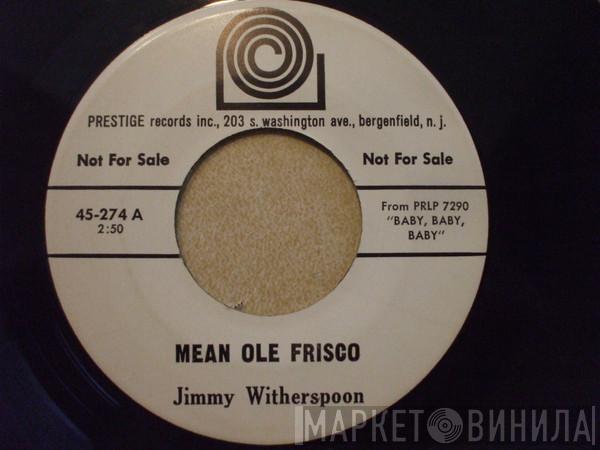 PRESTIGE records inc., 203 s. washington ave., bergenfield, n. j.
Not For Sale
Not For Sale
45-274 A
2:50
From PRLP 7290
"BABY, BABY,
BABY"
MEAN OLE FRISCO
Jimmy Witherspoon
МАРКЕТ ВИНИЛА